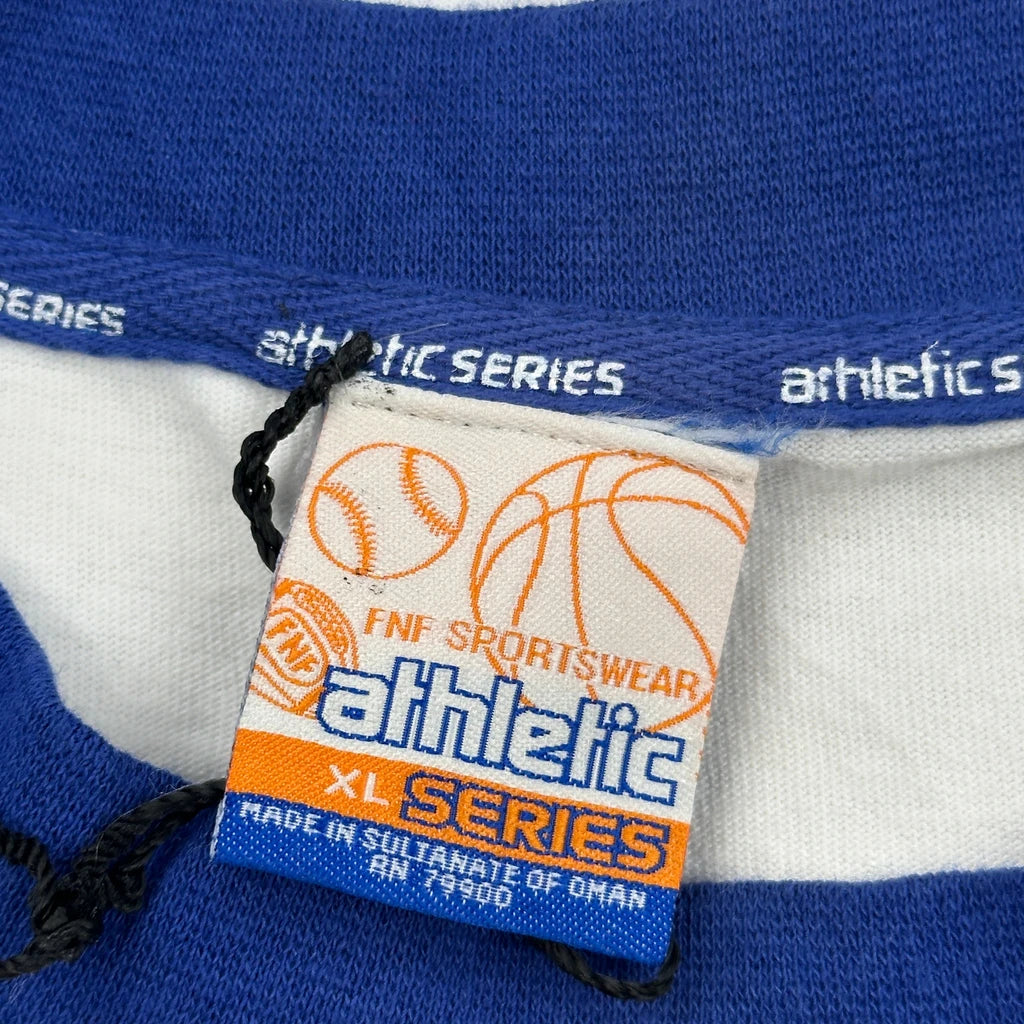 SERIES
athletic SERIES
athletic S
FNF SPORTSWEAR
FNF
athletic
XL SERIES
MADE IN SULTANATE OF OMAN
RN 79900